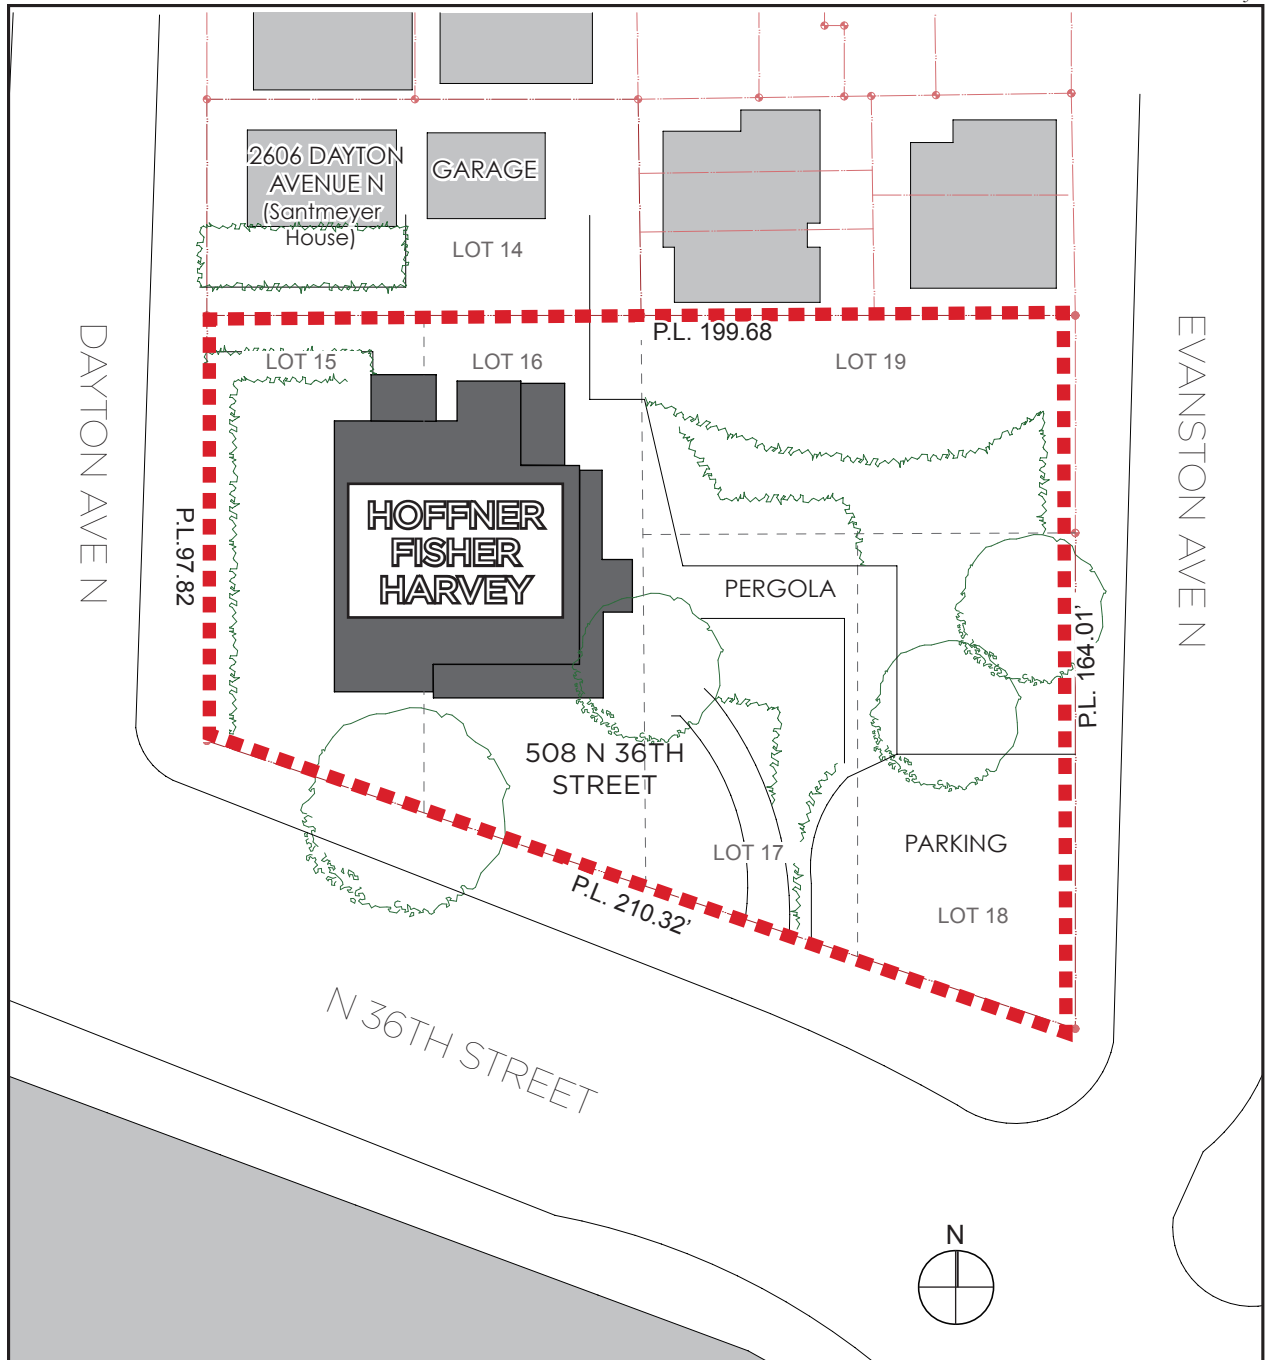 2606 DAYTON
AVENUE N
(Santmeyer
House)
GARAGE
LOT 14
P.L. 199.68
LOT 15
LOT 16
LOT 19
DAYTON AVE N
EVANSTON AVE N
P.L.97.82
HOFFNER
FISHER
HARVEY
PERGOLA
P.L. 164.01'
508 N 36TH
STREET
LOT 17
PARKING
P.L. 210.32'
LOT 18
N 36TH STREET
N